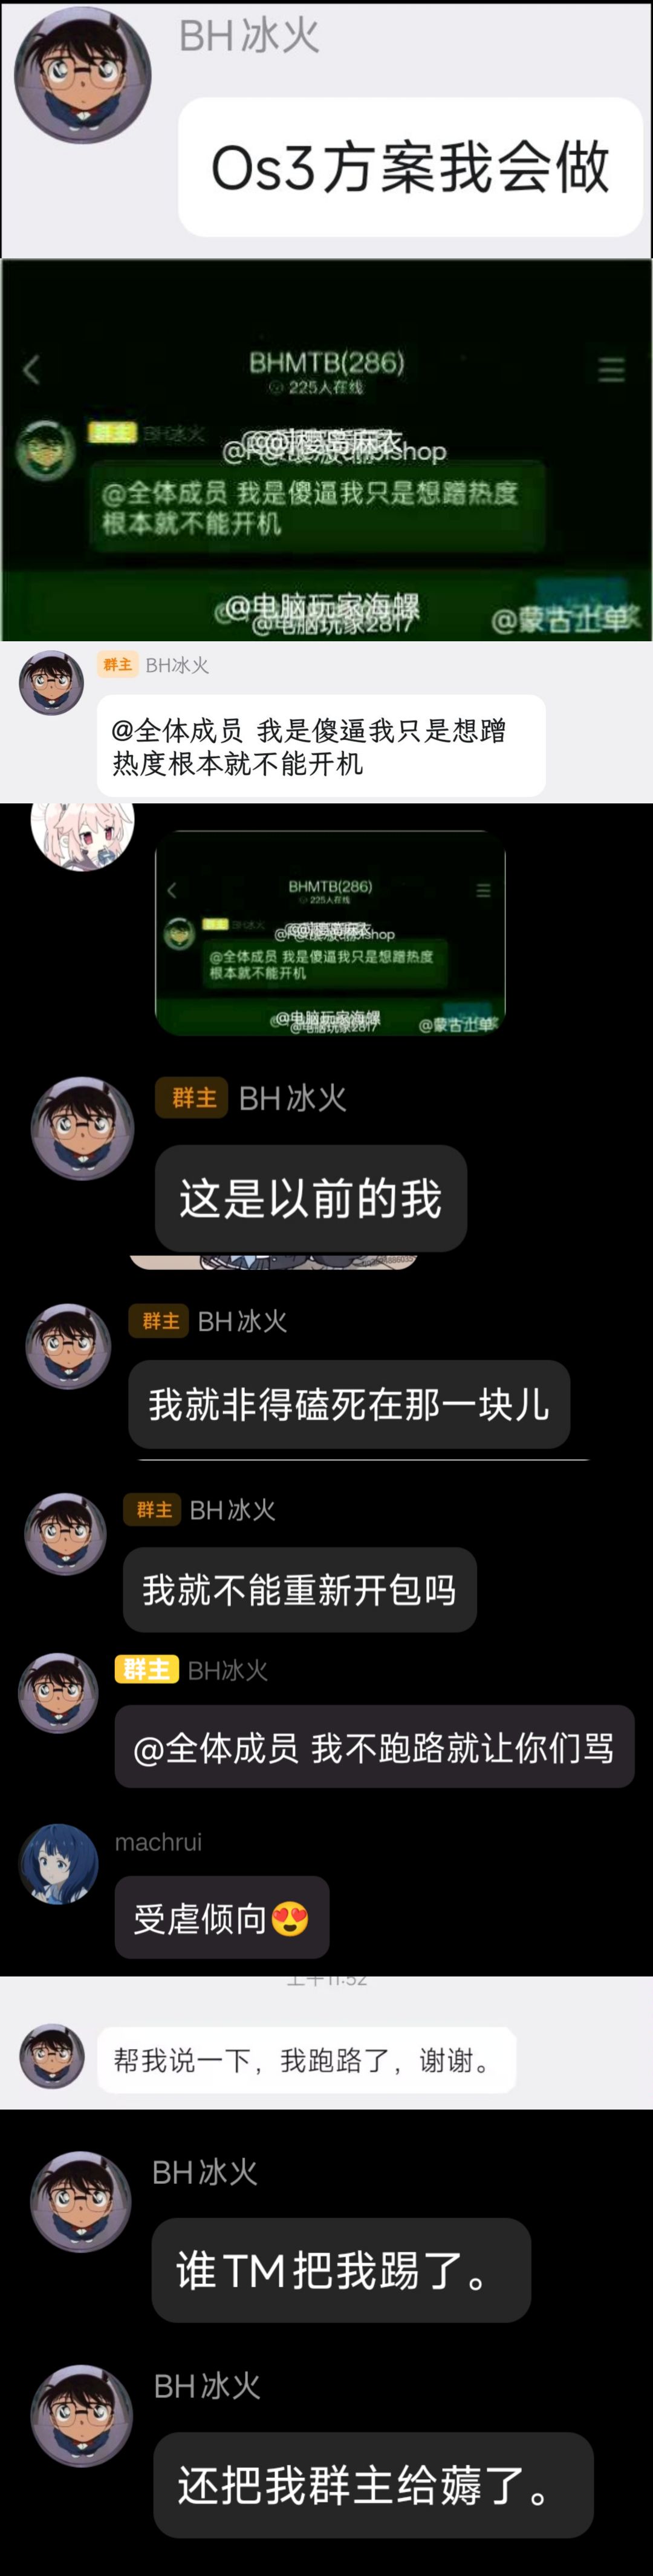 BH冰火
Os3方案我会做
BHMTB(286)
225人在线
群主 BH冰火
@全体成员 我是傻逼我只是想蹭热度
根本就不能开机
@电脑玩家海螺
@电脑玩家2817
@蒙古上单
群主 BH冰火
@全体成员 我是傻逼我只是想蹭
热度根本就不能开机
BHMTB(286)
225人在线
@全体成员 我是傻逼我只是想蹭热度
根本就不能开机
@电脑玩家海螺
@电脑玩家2817
@蒙古上单
群主 BH冰火
这是以前的我
群主 BH冰火
我就非得磕死在那一块儿
群主 BH冰火
我就不能重新开包吗
群主 BH冰火
@全体成员 我不跑路就让你们骂
machrui
受虐倾向😍
上午11:52
帮我说一下，我跑路了，谢谢。
BH冰火
谁TM把我踢了。
BH冰火
还把我群主给薅了。